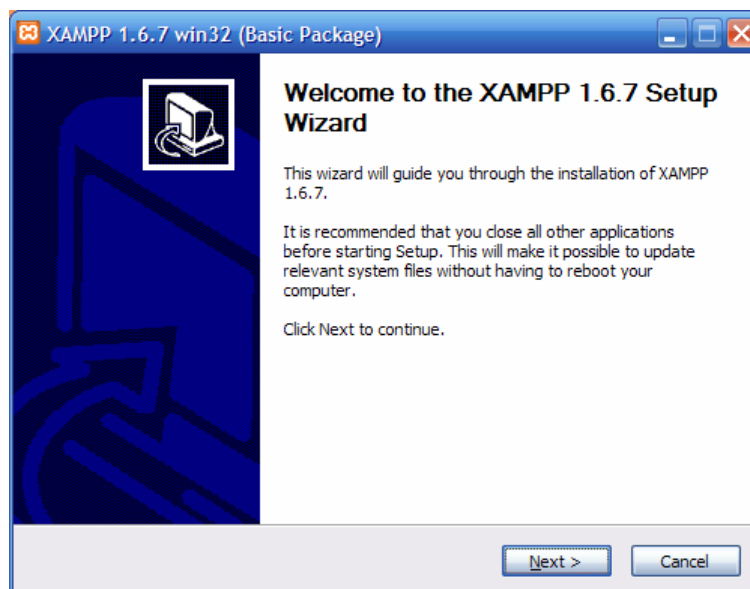 XAMPP 1.6.7 win32 (Basic Package)
Welcome to the XAMPP 1.6.7 Setup
Wizard
This wizard will guide you through the installation of XAMPP
1.6.7.
It is recommended that you close all other applications
before starting Setup. This will make it possible to update
relevant system files without having to reboot your
computer.
Click Next to continue.
Next >
Cancel